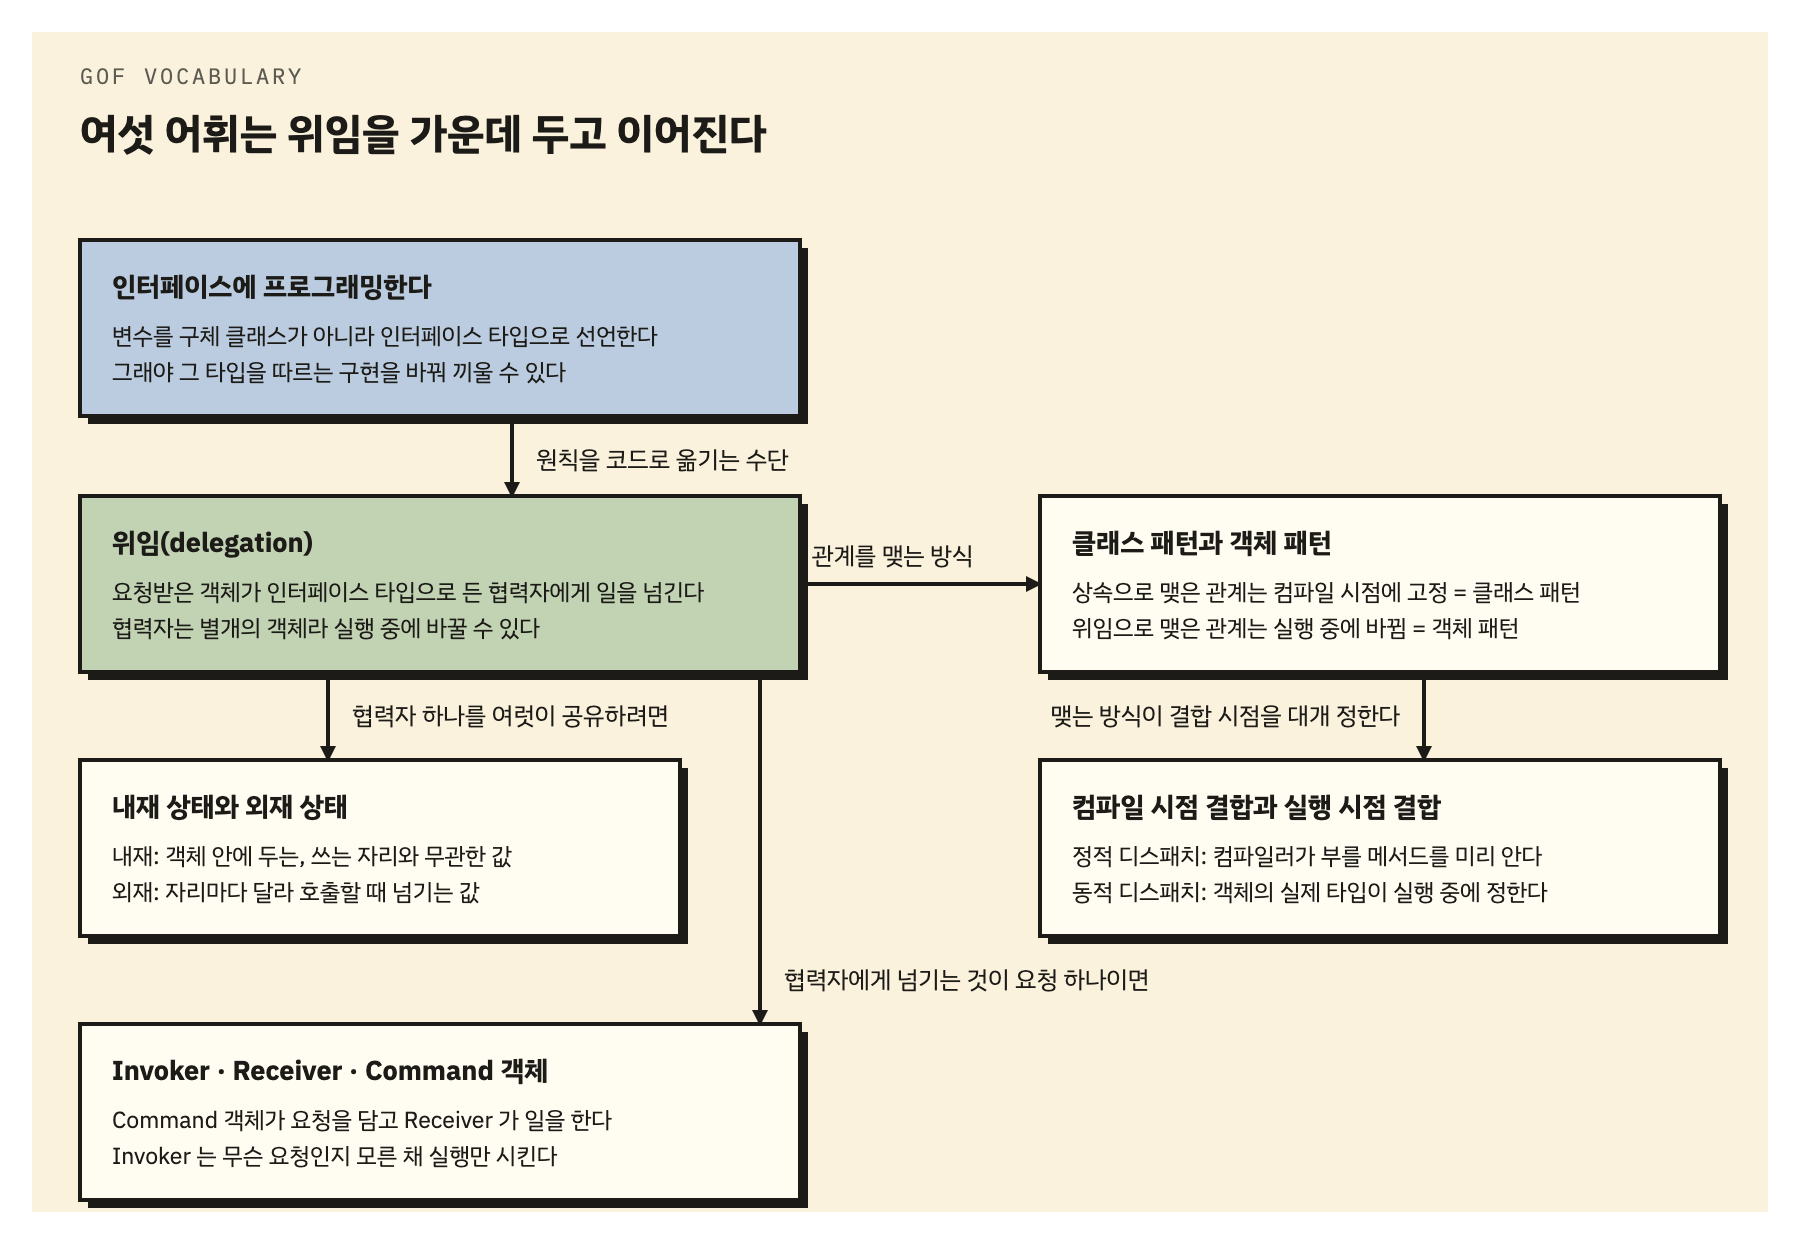 GOF VOCABULARY
여섯 어휘는 위임을 가운데 두고 이어진다
인터페이스에 프로그래밍한다
변수를 구체 클래스가 아니라 인터페이스 타입으로 선언한다
그래야 그 타입을 따르는 구현을 바꿔 끼울 수 있다
원칙을 코드로 옮기는 수단
위임(delegation)
요청받은 객체가 인터페이스 타입으로 든 협력자에게 일을 넘긴다
협력자는 별개의 객체라 실행 중에 바꿀 수 있다
관계를 맺는 방식
클래스 패턴과 객체 패턴
상속으로 맺은 관계는 컴파일 시점에 고정 = 클래스 패턴
위임으로 맺은 관계는 실행 중에 바뀜 = 객체 패턴
협력자 하나를 여럿이 공유하려면
맺는 방식이 결합 시점을 대개 정한다
내재 상태와 외재 상태
내재: 객체 안에 두는, 쓰는 자리와 무관한 값
외재: 자리마다 달라 호출할 때 넘기는 값
컴파일 시점 결합과 실행 시점 결합
정적 디스패치: 컴파일러가 부를 메서드를 미리 안다
동적 디스패치: 객체의 실제 타입이 실행 중에 정한다
협력자에게 넘기는 것이 요청 하나이면
Invoker · Receiver · Command 객체
Command 객체가 요청을 담고 Receiver 가 일을 한다
Invoker 는 무슨 요청인지 모른 채 실행만 시킨다